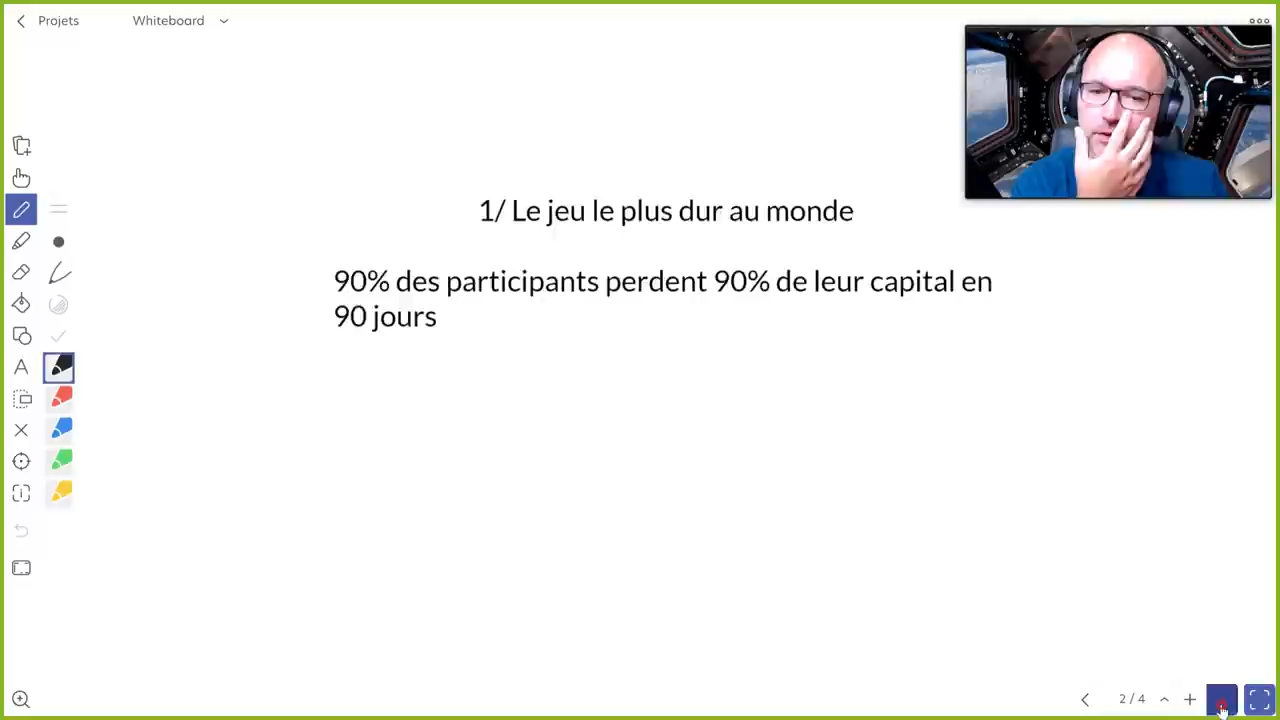 Projets
Whiteboard
1/ Le jeu le plus dur au monde
90% des participants perdent 90% de leur capital en
90 jours
2 / 4